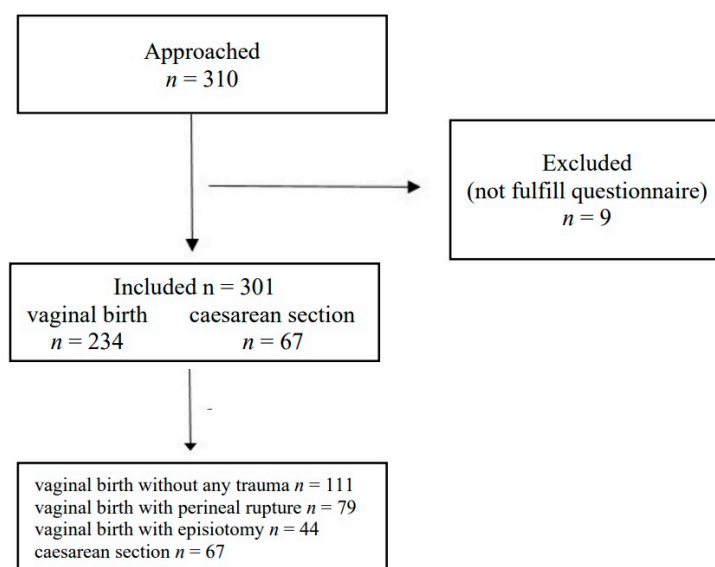 Approached
n = 310
Excluded
(not fulfill questionnaire)
n = 9
Included n = 301
vaginal birth caesarean section
n = 234 n = 67
vaginal birth without any trauma n = 111
vaginal birth with perineal rupture n = 79
vaginal birth with episiotomy n = 44
caesarean section n = 67